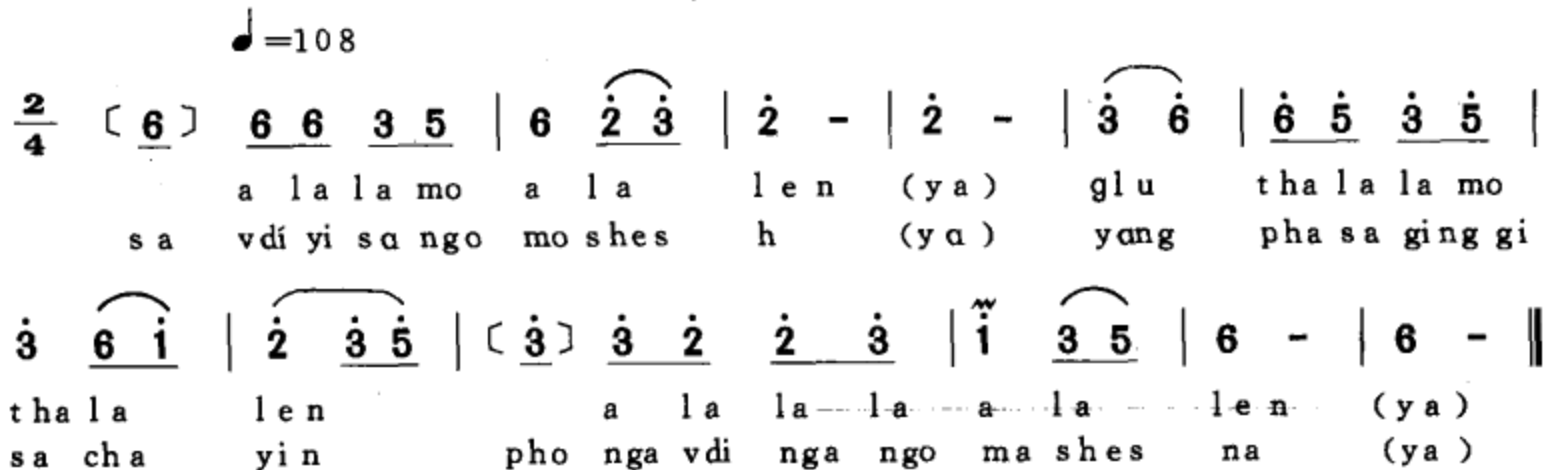 ♩=108
2/4 〔6〕 6 6 3 5 | 6 2̇ 3̇ | 2̇ - | 2̇ - | 3̇ 6̇ | 6̇ 5̇ 3̇ 5̇ |
a la la mo a la len (ya) glu tha la la mo
sa vdí yi sɑ ngo mo shes h (yɑ) yɑng pha sa ging gi
3̇ 6 1̇ | 2̇ 3̇ 5̇ | 〔3̇〕 3̇ 2̇ 2̇ 3̇ | 1̇ 3 5 | 6 - | 6 - ‖
tha la len a la la la a la len (ya)
sa cha yin pho nga vdi nga ngo ma shes na (ya)